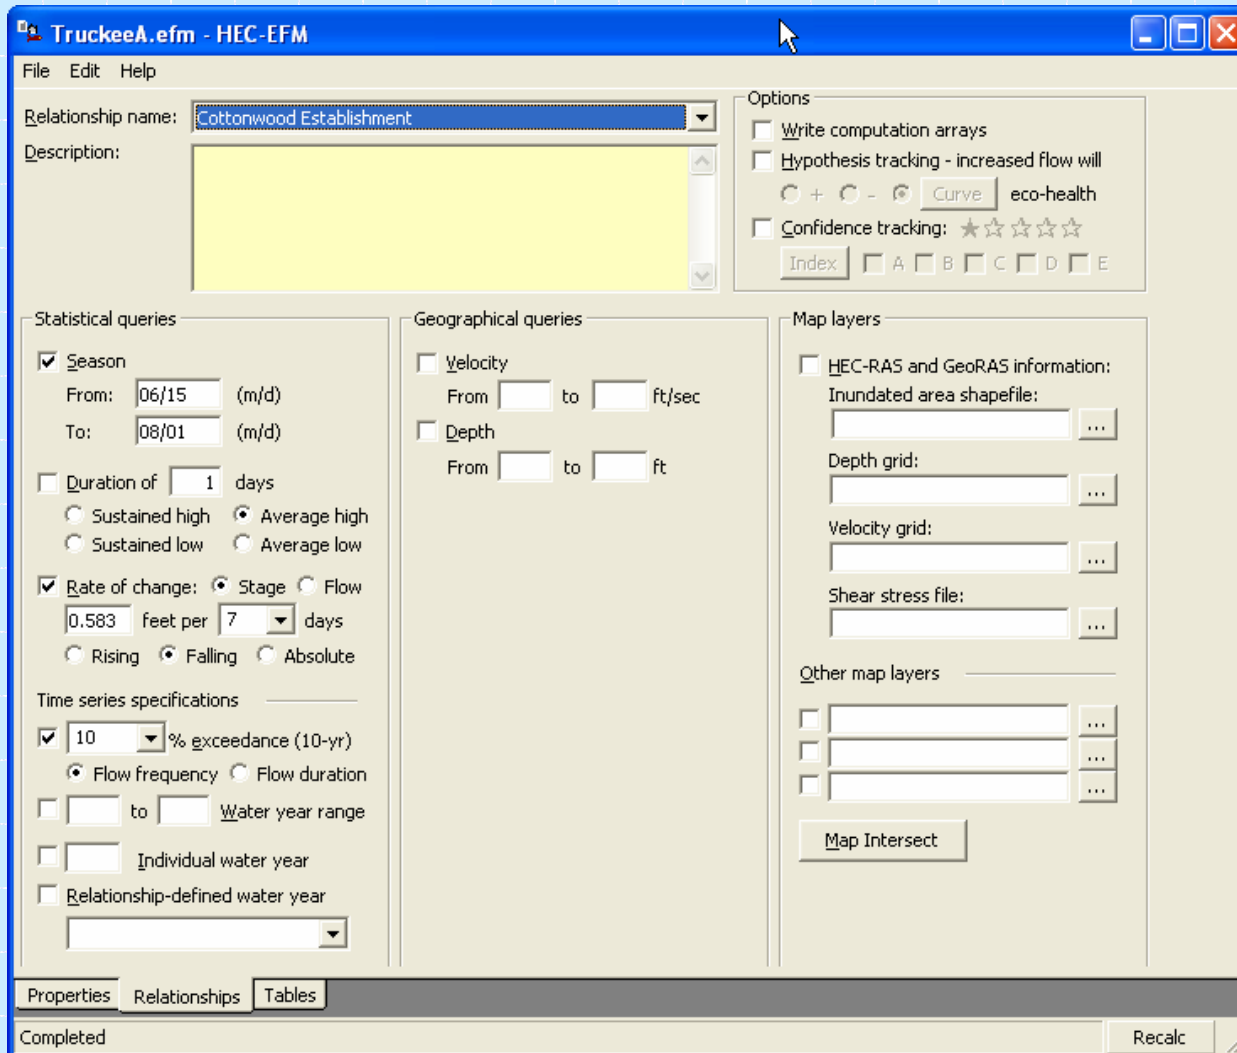 TruckeeA.efm - HEC-EFM
File Edit Help
Relationship name: Cottonwood Establishment
Description:
Options
Write computation arrays
Hypothesis tracking - increased flow will
+ - Curve eco-health
Confidence tracking:
Index A B C D E
Statistical queries
Season
From: 06/15 (m/d)
To: 08/01 (m/d)
Duration of 1 days
Sustained high Average high
Sustained low Average low
Rate of change: Stage Flow
0.583 feet per 7 days
Rising Falling Absolute
Time series specifications
10 % exceedance (10-yr)
Flow frequency Flow duration
to Water year range
Individual water year
Relationship-defined water year
Geographical queries
Velocity
From to ft/sec
Depth
From to ft
Map layers
HEC-RAS and GeoRAS information:
Inundated area shapefile:
...
Depth grid:
...
Velocity grid:
...
Shear stress file:
...
Other map layers
...
...
...
Map Intersect
Properties Relationships Tables
Completed Recalc